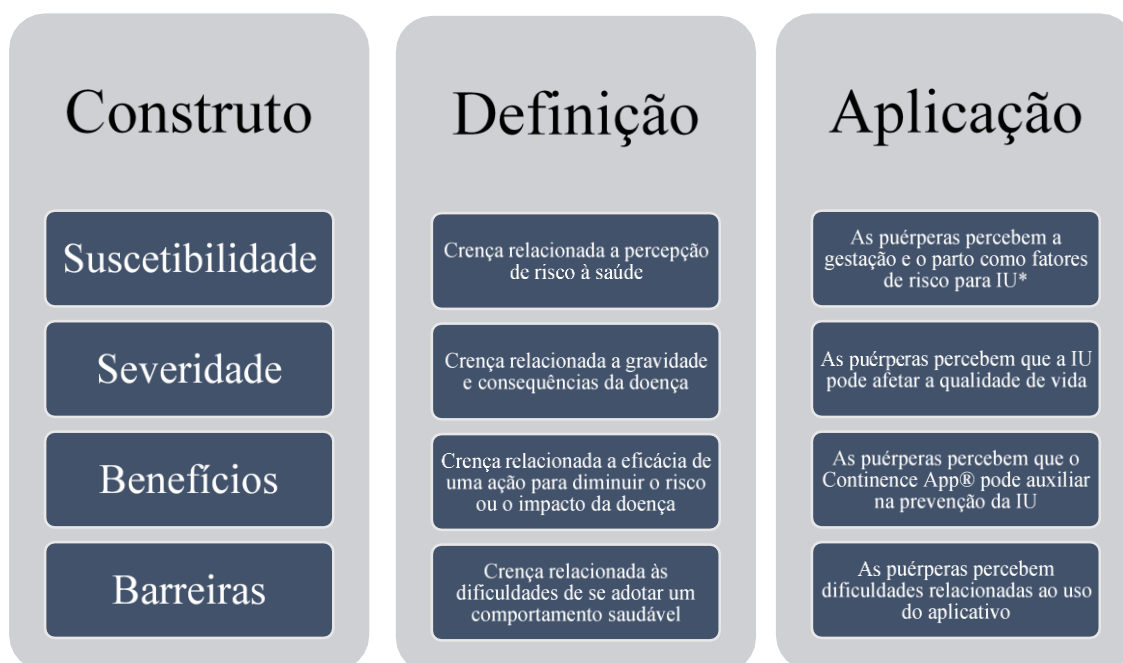 Construto
Suscetibilidade
Severidade
Benefícios
Barreiras
Definição
Crença relacionada a percepção
de risco à saúde
Crença relacionada a gravidade
e consequências da doença
Crença relacionada a eficácia de
uma ação para diminuir o risco
ou o impacto da doença
Crença relacionada às
dificuldades de se adotar um
comportamento saudável
Aplicação
As puérperas percebem a
gestação e o parto como fatores
de risco para IU*
As puérperas percebem que a IU
pode afetar a qualidade de vida
As puérperas percebem que o
Continence App® pode auxiliar
na prevenção da IU
As puérperas percebem
dificuldades relacionadas ao uso
do aplicativo